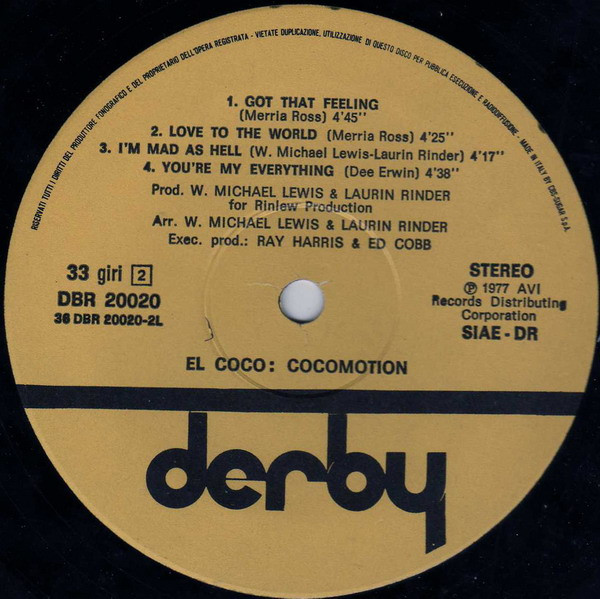 RISERVATI TUTTI I DIRITTI DEL PRODUTTORE FONOGRAFICO E DEL PROPRIETARIO DELL'OPERA REGISTRATA - VIETATE DUPLICAZIONE, UTILIZZAZIONE DI QUESTO DISCO PER PUBBLICA ESECUZIONE E RADIODIFFUSIONE. - MADE IN ITALY BY CBS-SUGAR S.p.A.
1. GOT THAT FEELING
(Merria Ross) 4'45''
2. LOVE TO THE WORLD (Merria Ross) 4'25''
3. I'M MAD AS HELL (W. Michael Lewis-Laurin Rinder) 4'17''
4. YOU'RE MY EVERYTHING (Dee Erwin) 4'38''
Prod. W. MICHAEL LEWIS & LAURIN RINDER
for Rinlew Production
Arr. W. MICHAEL LEWIS & LAURIN RINDER
Exec. prod.: RAY HARRIS & ED COBB
33 giri 2
DBR 20020
36 DBR 20020-2L
STEREO
Ⓟ 1977 AVI
Records Distributing
Corporation
SIAE - DR
EL COCO: COCOMOTION
derby